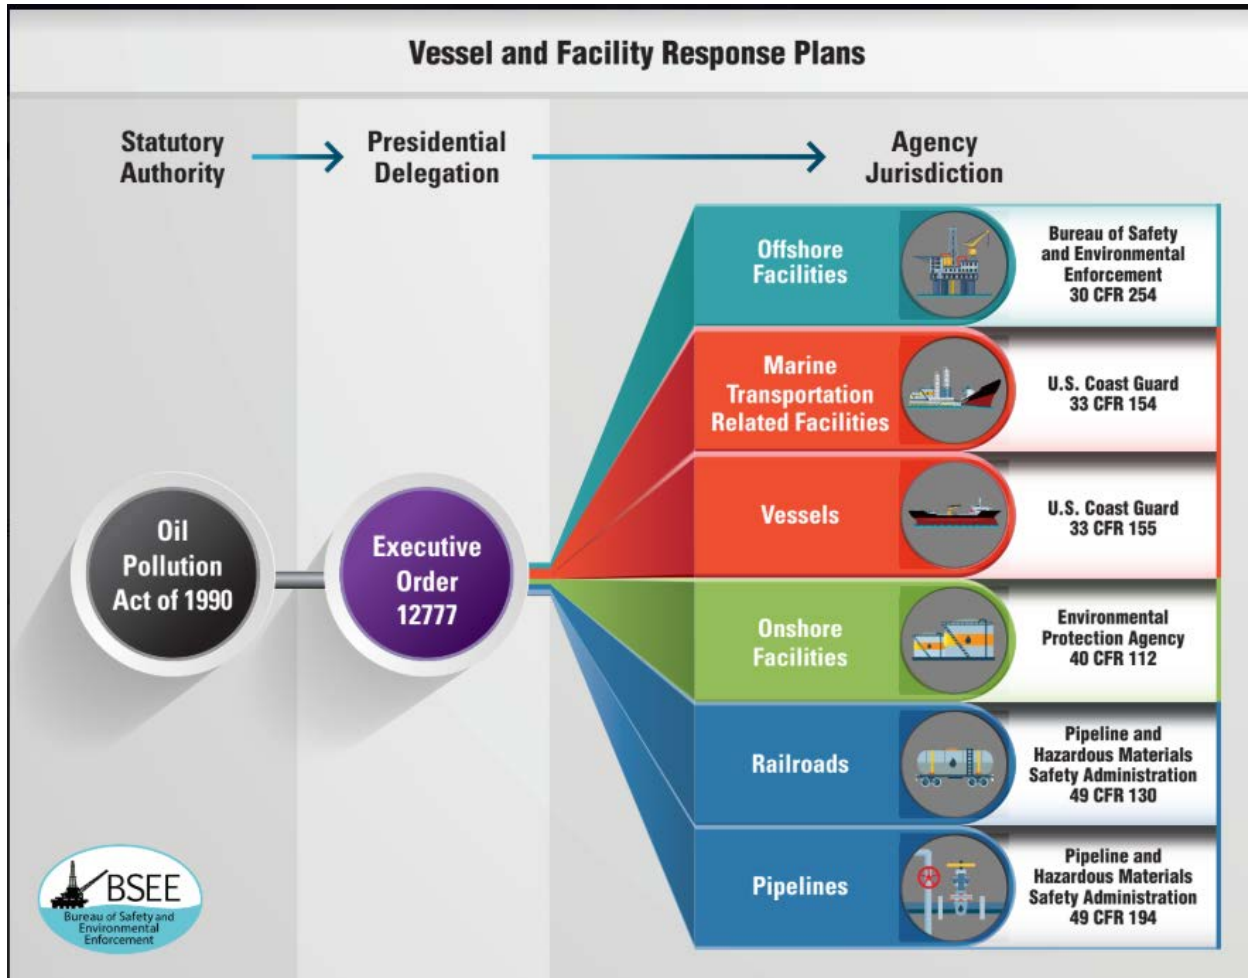 Vessel and Facility Response Plans
Statutory
Authority
Presidential
Delegation
Agency
Jurisdiction
Oil
Pollution
Act of 1990
Executive
Order
12777
Offshore
Facilities
Bureau of Safety
and Environmental
Enforcement
30 CFR 254
Marine
Transportation
Related Facilities
U.S. Coast Guard
33 CFR 154
Vessels
U.S. Coast Guard
33 CFR 155
Onshore
Facilities
Environmental
Protection Agency
40 CFR 112
Railroads
Pipeline and
Hazardous Materials
Safety Administration
49 CFR 130
Pipelines
Pipeline and
Hazardous Materials
Safety Administration
49 CFR 194
BSEE
Bureau of Safety and
Environmental
Enforcement